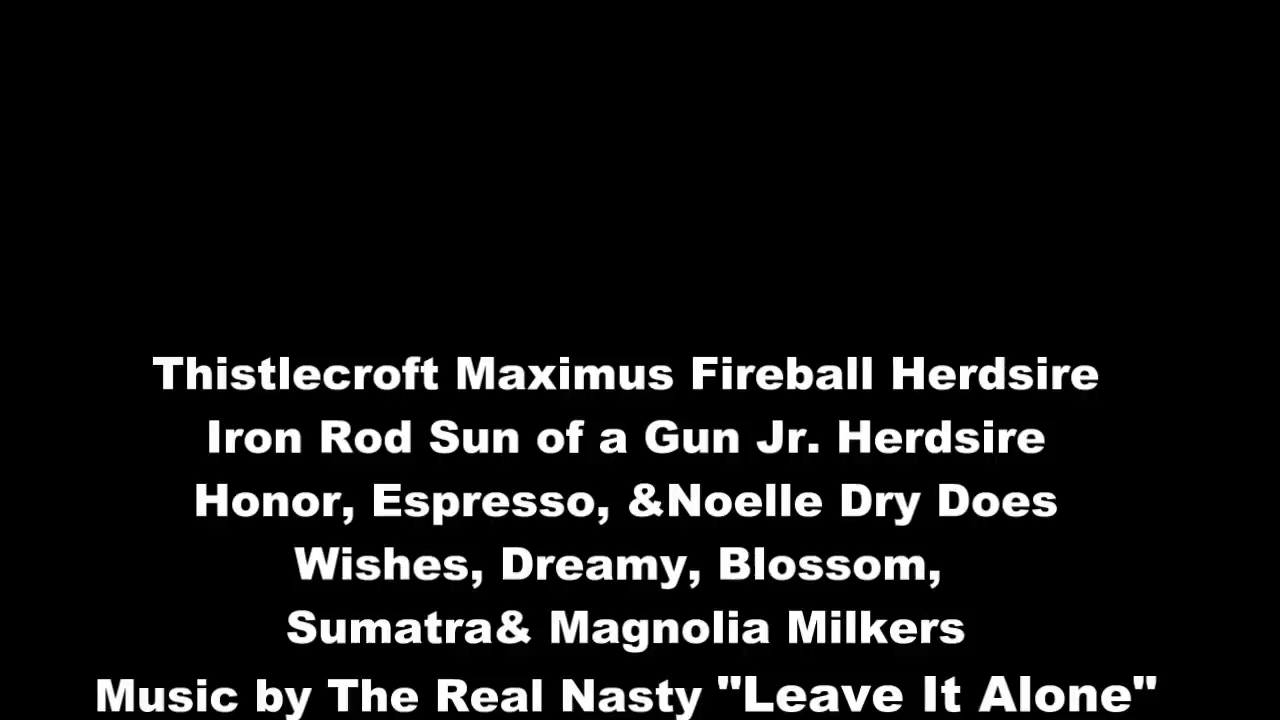 Thistlecroft Maximus Fireball Herdsire
Iron Rod Sun of a Gun Jr. Herdsire
Honor, Espresso, &Noelle Dry Does
Wishes, Dreamy, Blossom,
Sumatra& Magnolia Milkers
Music by The Real Nasty "Leave It Alone"